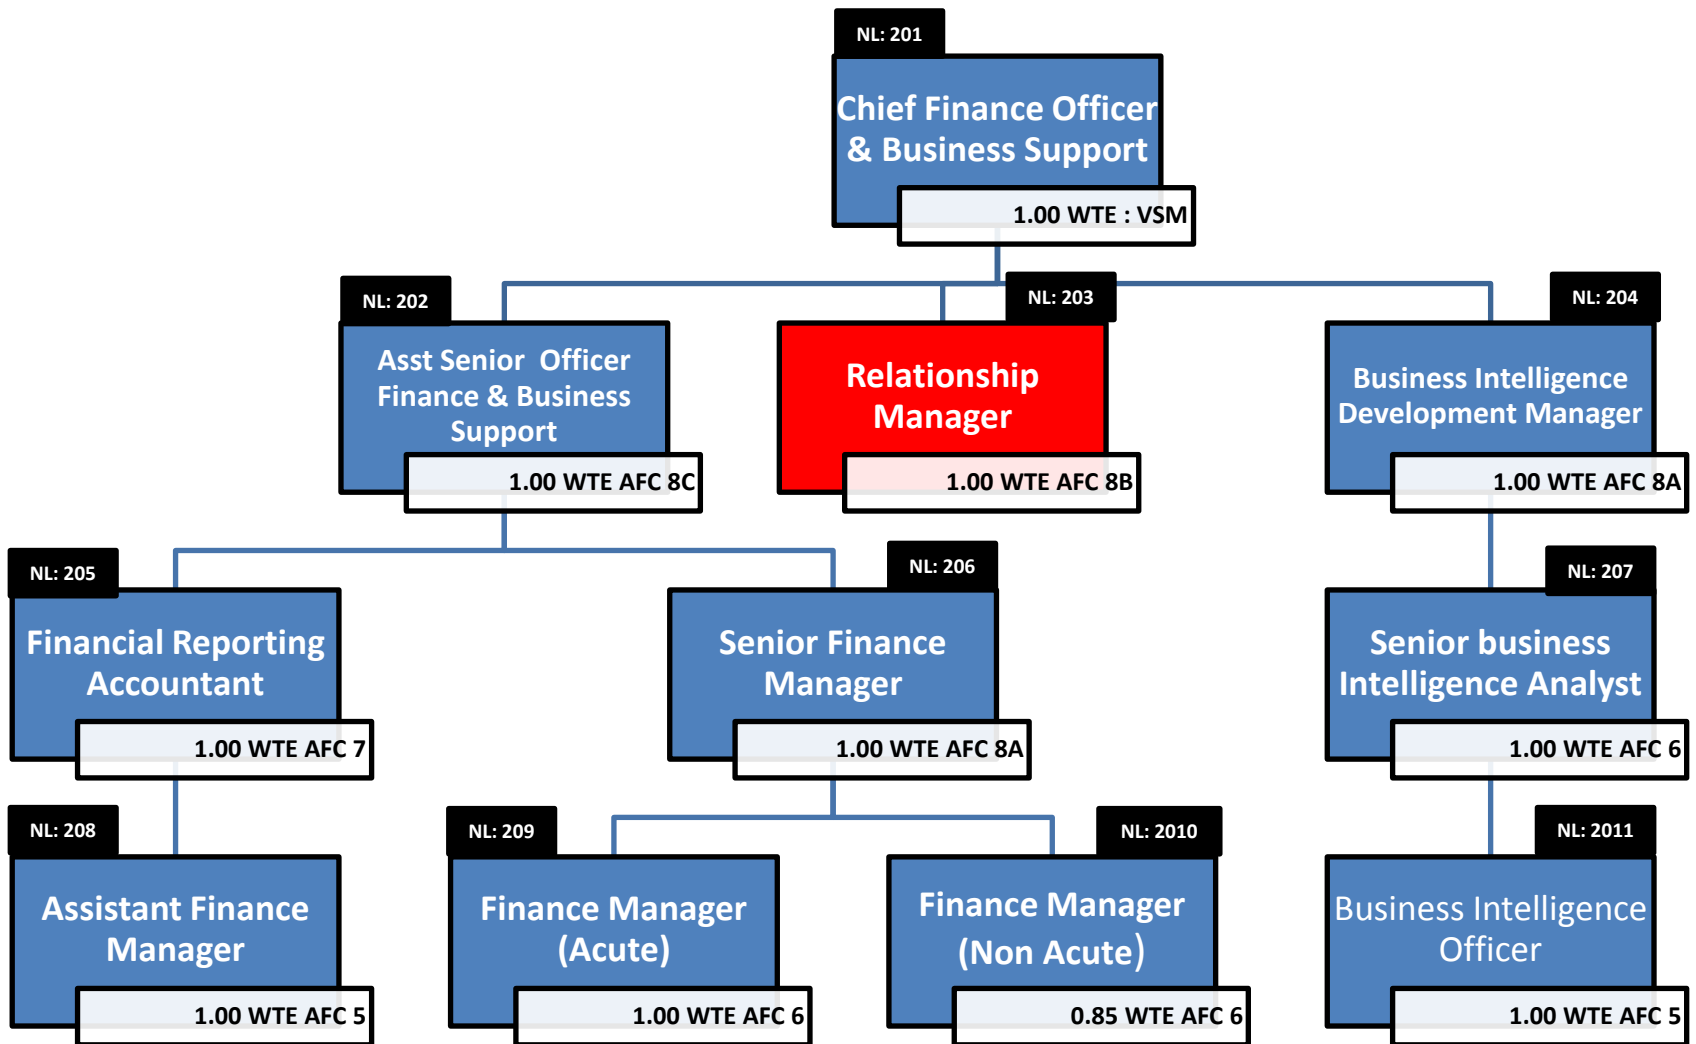 NL: 201
Chief Finance Officer
& Business Support
1.00 WTE : VSM
NL: 202
Asst Senior Officer
Finance & Business
Support
1.00 WTE AFC 8C
NL: 203
Relationship
Manager
1.00 WTE AFC 8B
NL: 204
Business Intelligence
Development Manager
1.00 WTE AFC 8A
NL: 205
Financial Reporting
Accountant
1.00 WTE AFC 7
NL: 206
Senior Finance
Manager
1.00 WTE AFC 8A
NL: 207
Senior business
Intelligence Analyst
1.00 WTE AFC 6
NL: 208
Assistant Finance
Manager
1.00 WTE AFC 5
NL: 209
Finance Manager
(Acute)
1.00 WTE AFC 6
NL: 2010
Finance Manager
(Non Acute)
0.85 WTE AFC 6
NL: 2011
Business Intelligence
Officer
1.00 WTE AFC 5